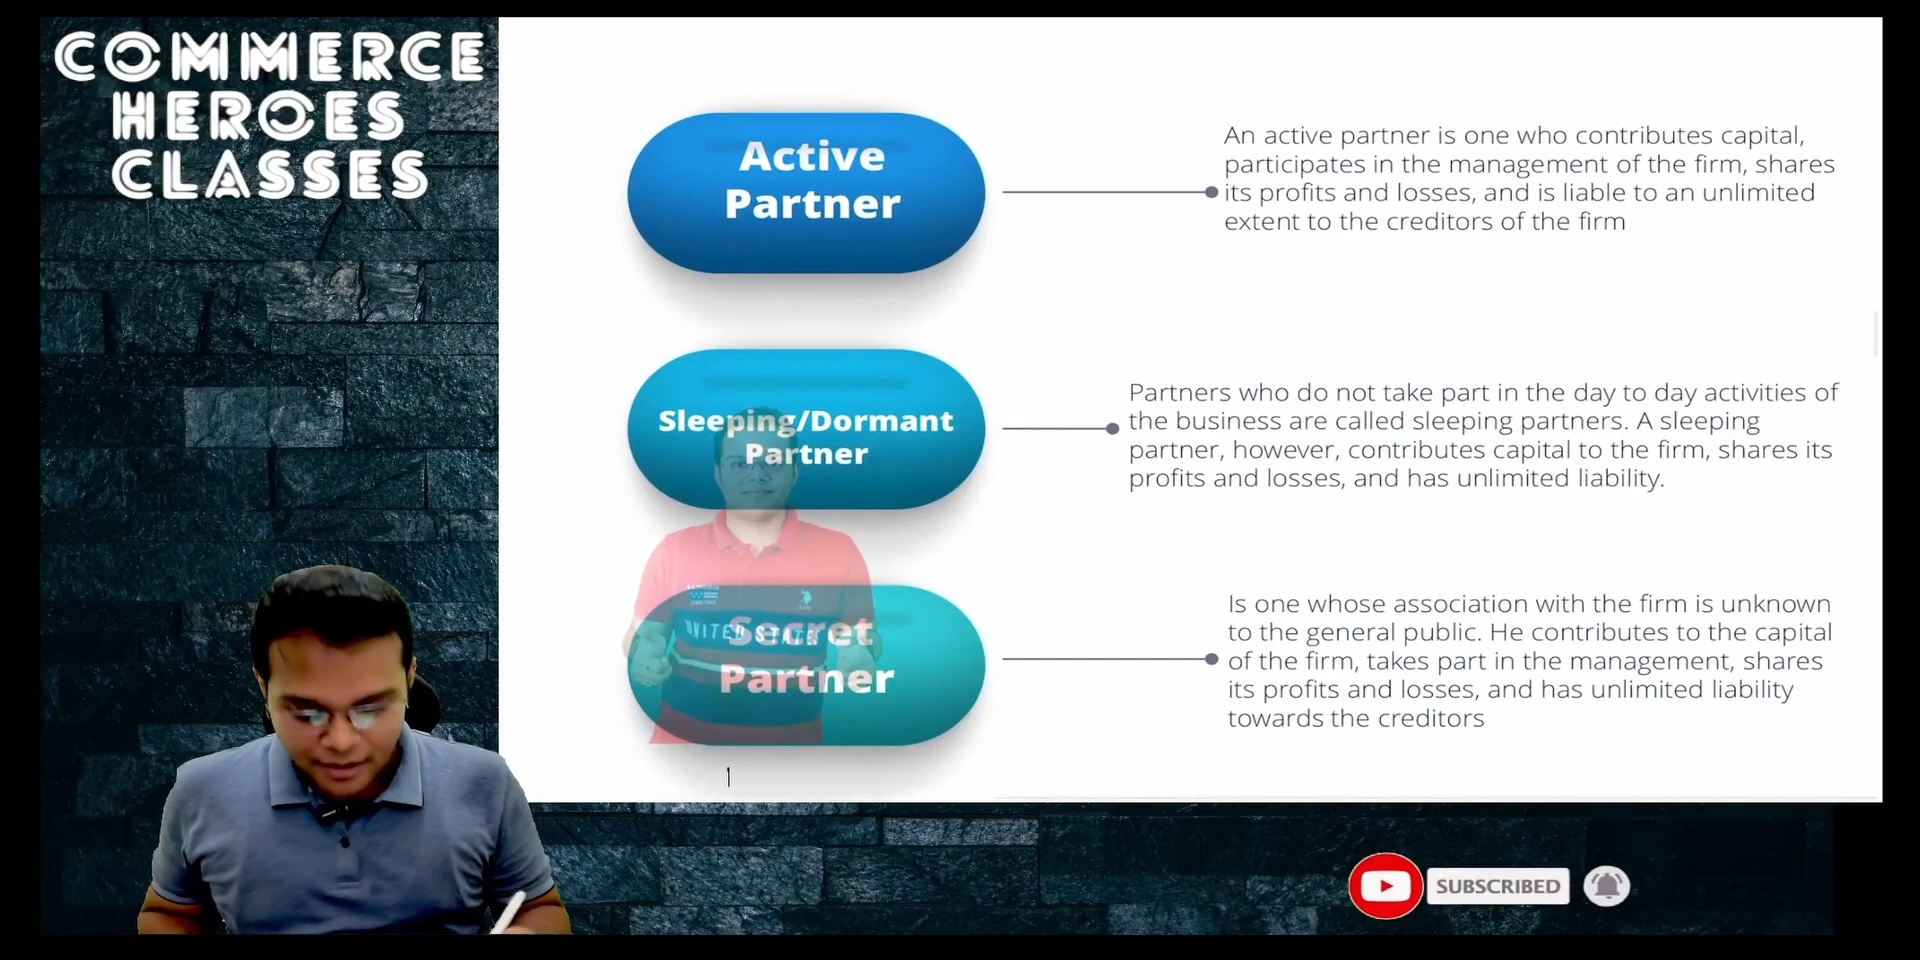 COMMERCE
HEROES
CLASSES
Active
Partner
An active partner is one who contributes capital,
participates in the management of the firm, shares
its profits and losses, and is liable to an unlimited
extent to the creditors of the firm
Sleeping/Dormant
Partner
Partners who do not take part in the day to day activities of
the business are called sleeping partners. A sleeping
partner, however, contributes capital to the firm, shares its
profits and losses, and has unlimited liability.
UNITED STATES
Secret
Partner
Is one whose association with the firm is unknown
to the general public. He contributes to the capital
of the firm, takes part in the management, shares
its profits and losses, and has unlimited liability
towards the creditors
SUBSCRIBED